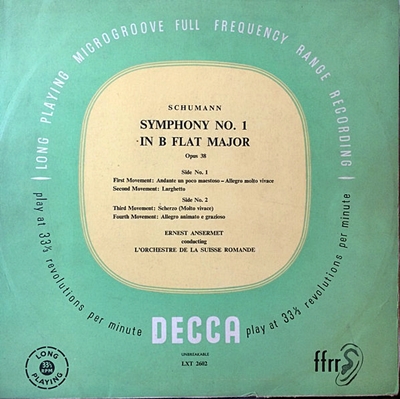 LONG PLAYING MICROGROOVE FULL FREQUENCY RANGE RECORDING
SCHUMANN
SYMPHONY NO. 1
IN B FLAT MAJOR
Opus 38
Side No. 1
First Movement: Andante un poco maestoso – Allegro molto vivace
Second Movement: Larghetto
Side No. 2
Third Movement: Scherzo (Molto vivace)
Fourth Movement: Allegro animato e grazioso
ERNEST ANSERMET
conducting
L'ORCHESTRE DE LA SUISSE ROMANDE
play at 33⅓ revolutions per minute
DECCA
play at 33⅓ revolutions per minute
UNBREAKABLE
LXT 2602
LONG
33⅓
RPM
PLAYING
ffrr